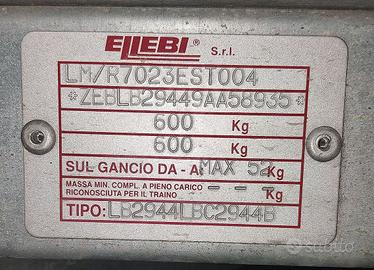 ELLEBI® S.r.l.
LM/R7023EST004
*ZEBLB29449AA58935*
600 Kg
600 Kg
SUL GANCIO DA - A: MAX 52 Kg
MASSA MIN. COMPL. A PIENO CARICO
RICONOSCIUTA PER IL TRAINO - - - Kg
TIPO: LB2944LBC2944B
subito